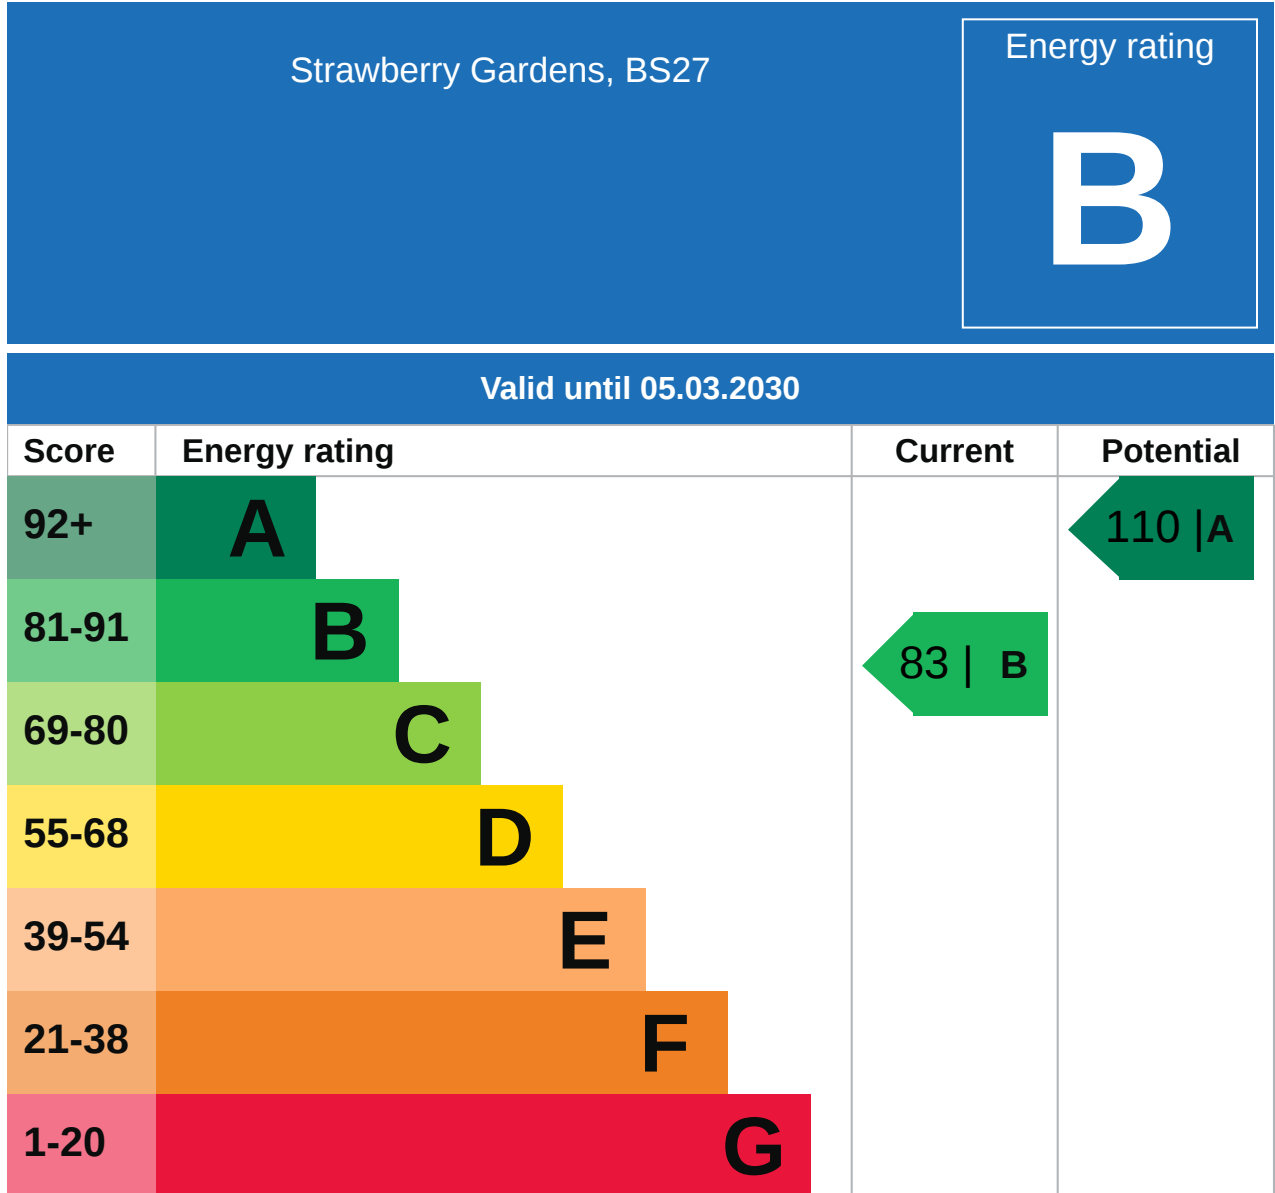 Strawberry Gardens, BS27
Energy rating
B
Valid until 05.03.2030
Score Energy rating Current Potential
92+ A 110 |A
81-91 B 83 | B
69-80 C
55-68 D
39-54 E
21-38 F
1-20 G